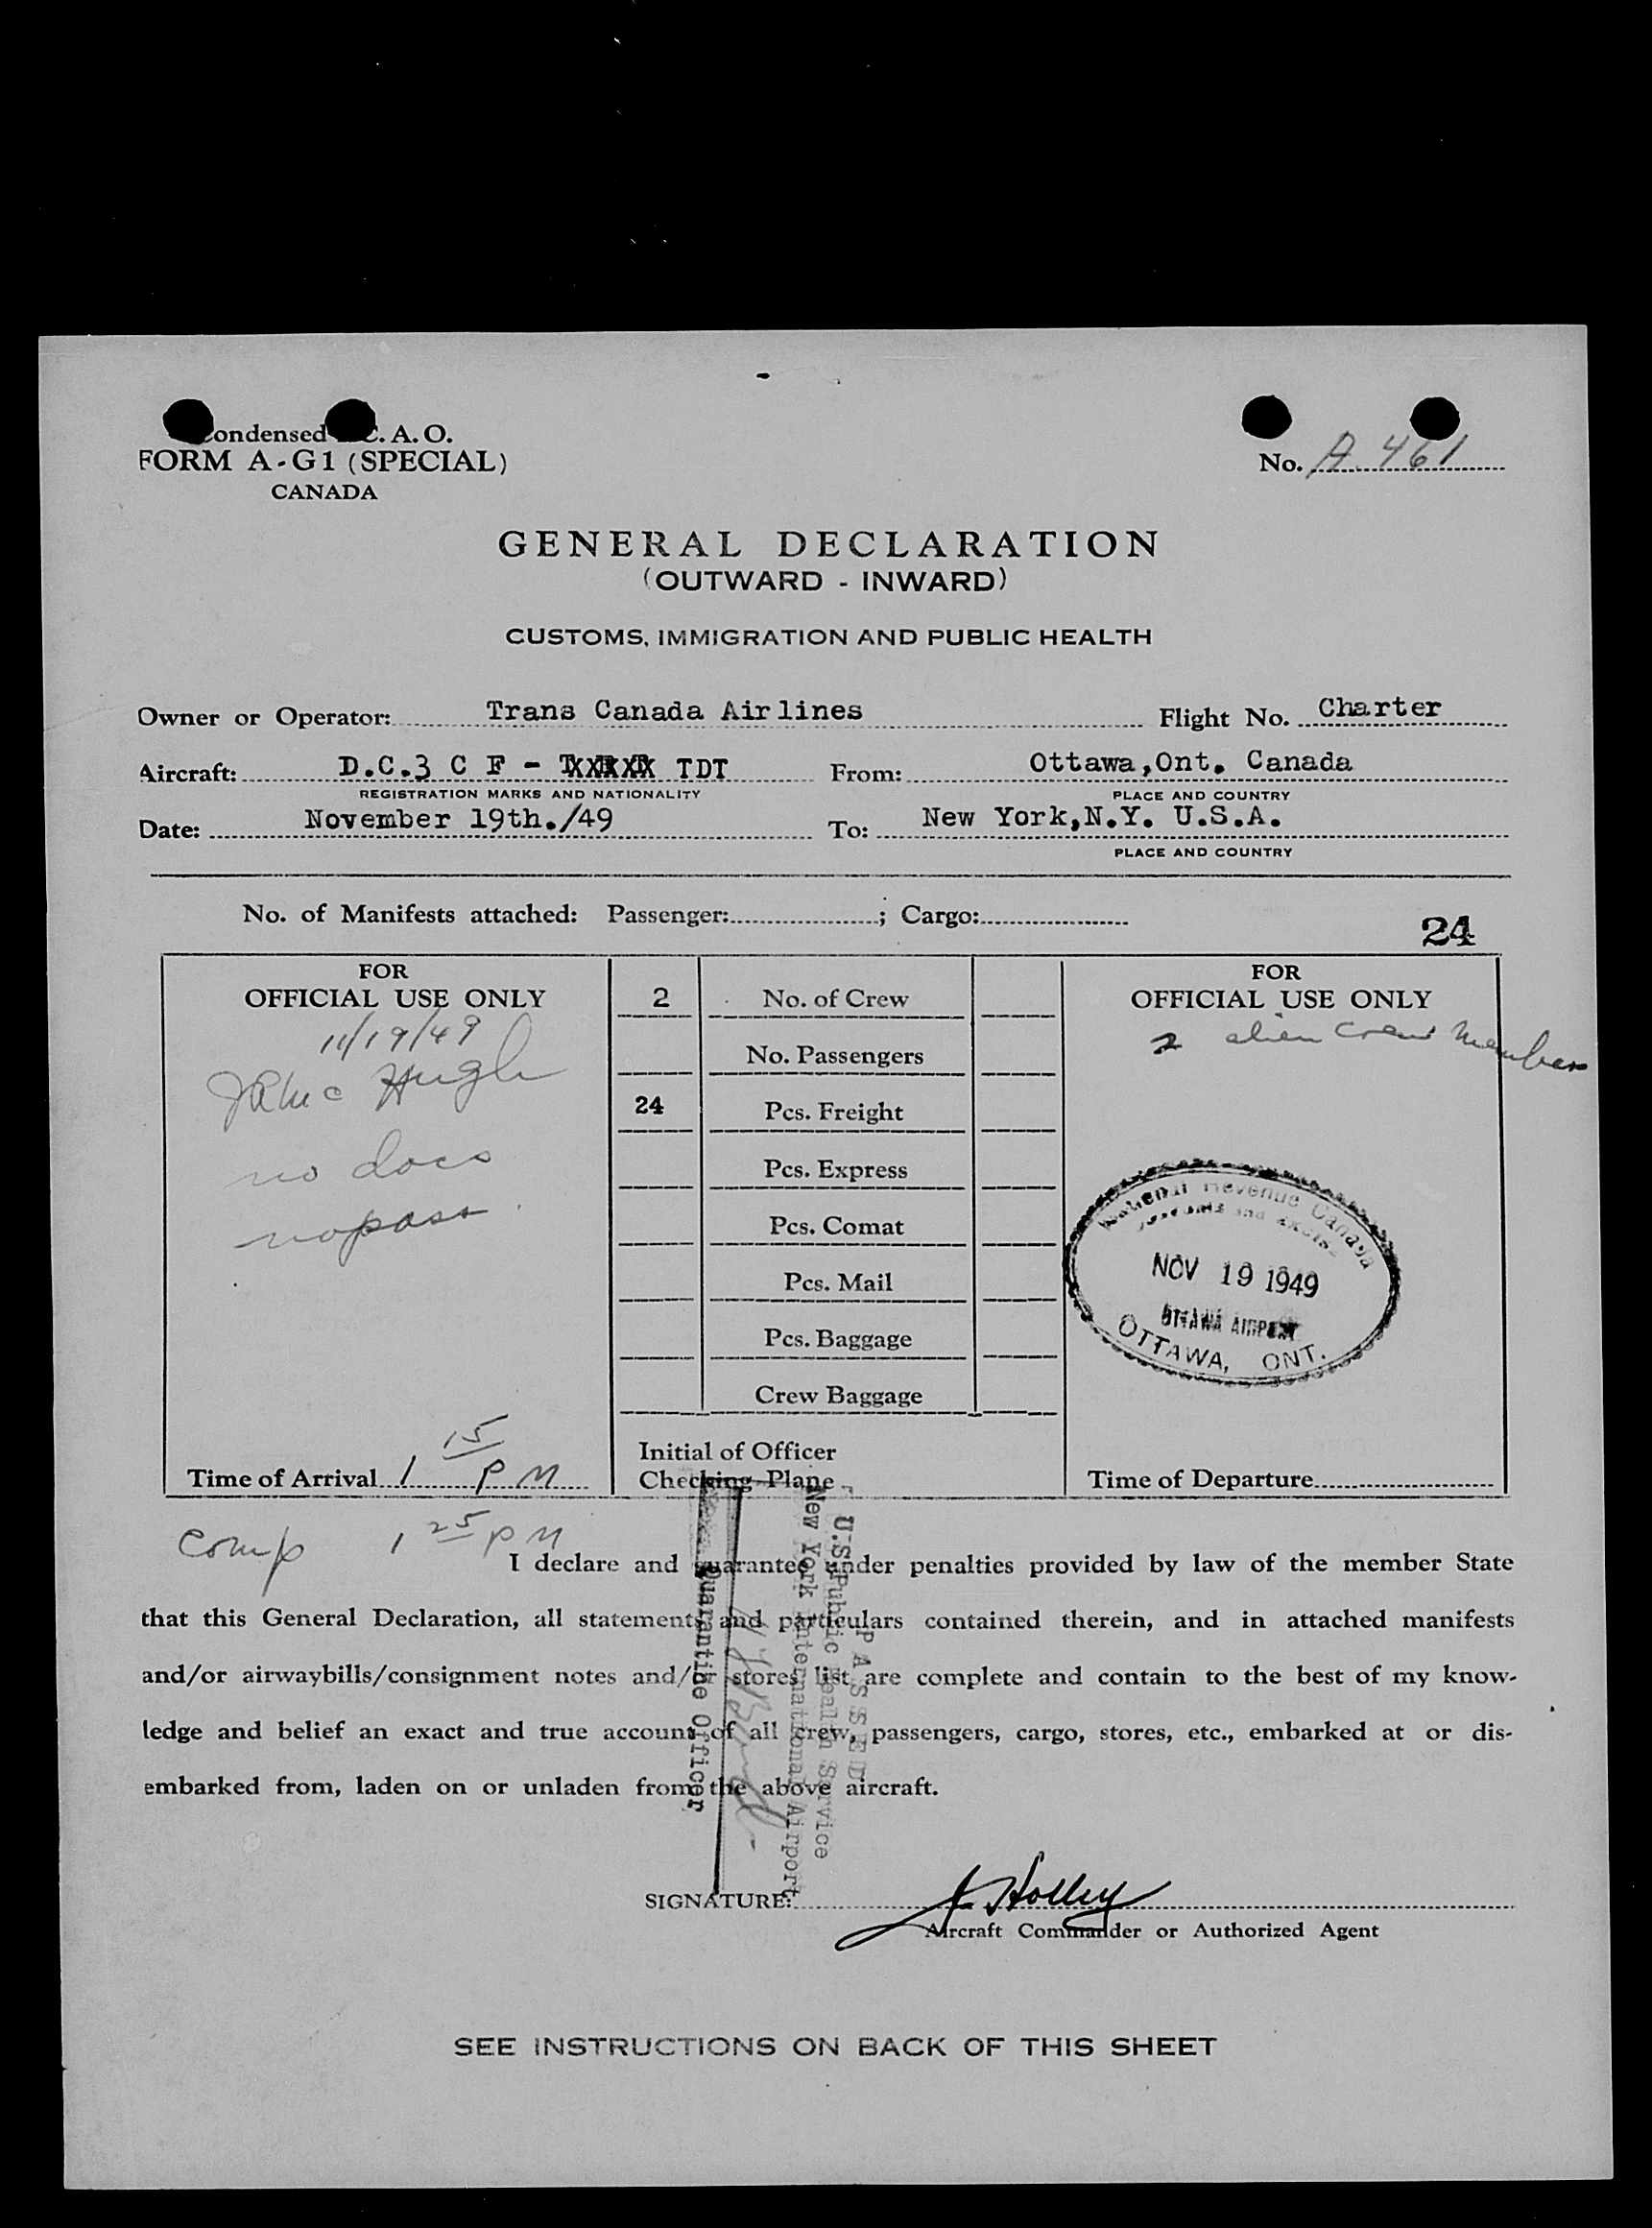 Condensed I.C.A.O.
FORM A-G1 (SPECIAL)
CANADA
No. A 461
GENERAL DECLARATION
(OUTWARD - INWARD)
CUSTOMS, IMMIGRATION AND PUBLIC HEALTH
Owner or Operator: Trans Canada Air lines Flight No. Charter
Aircraft: D.C.3 C F - TDT From: Ottawa,Ont. Canada
REGISTRATION MARKS AND NATIONALITY PLACE AND COUNTRY
Date: November 19th./49 To: New York,N.Y. U.S.A.
PLACE AND COUNTRY
No. of Manifests attached: Passenger: ; Cargo:
24
FOR
OFFICIAL USE ONLY
11/19/49
Hugh
no docs
no pass.
Time of Arrival 1 15 PM
2 No. of Crew
No. Passengers
24 Pcs. Freight
Pcs. Express
Pcs. Comat
Pcs. Mail
Pcs. Baggage
Crew Baggage
Initial of Officer
Checking Plane
FOR
OFFICIAL USE ONLY
2 alien Crew Members
National Revenue Canada
Customs and Excise
NOV 19 1949
OTTAWA AIRPORT
OTTAWA, ONT.
Time of Departure
Comp 1 25 PM
I declare and guarantee under penalties provided by law of the member State
that this General Declaration, all statements and particulars contained therein, and in attached manifests
and/or airwaybills/consignment notes and/or stores list are complete and contain to the best of my know-
ledge and belief an exact and true account of all crew, passengers, cargo, stores, etc., embarked at or dis-
embarked from, laden on or unladen from the above aircraft.
PASSED
U.S. Public Health Service
New York International Airport
Quarantine Officer
SIGNATURE: J. Holley
Aircraft Commander or Authorized Agent
SEE INSTRUCTIONS ON BACK OF THIS SHEET